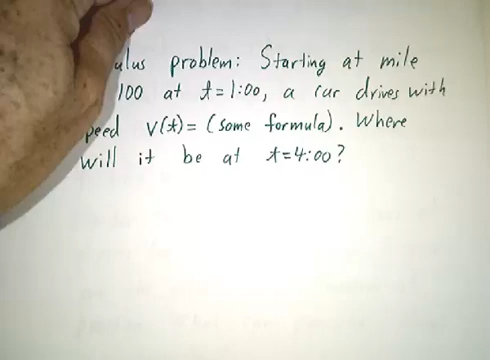 ulus problem: Starting at mile
100 at t=1:00, a car drives with
peed v(t)= (some formula). Where
will it be at t=4:00?